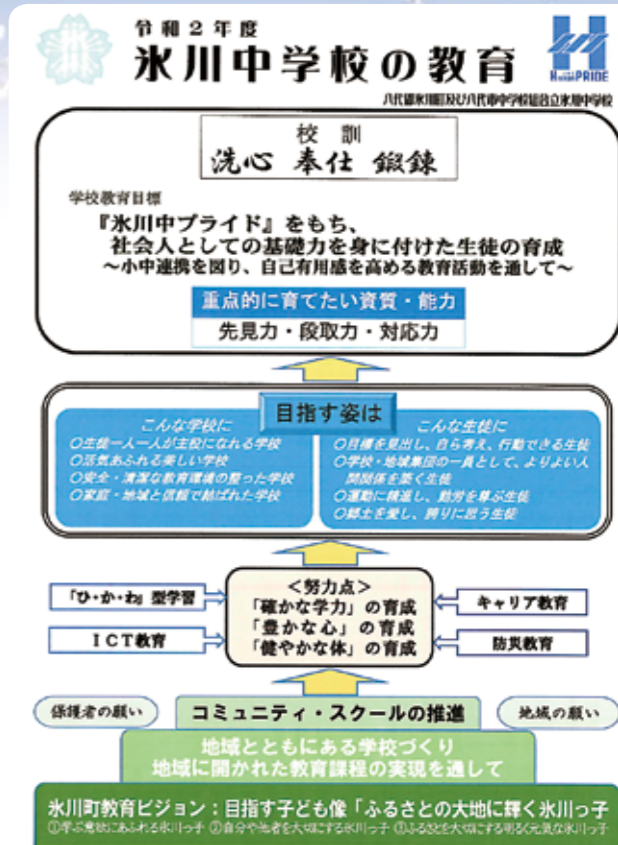 令和2年度
氷川中学校の教育
H PRIDE
八代郡氷川町及び八代市中学校組合立氷川中学校
校訓
洗心 奉仕 鍛錬
学校教育目標
『氷川中プライド』をもち、
社会人としての基礎力を身に付けた生徒の育成
～小中連携を図り、自己有用感を高める教育活動を通して～
重点的に育てたい資質・能力
先見力・段取力・対応力
目指す姿は
こんな学校に
○生徒一人一人が主役になれる学校
○活気あふれる美しい学校
○安全・清潔な教育環境の整った学校
○家庭・地域と信頼で結ばれた学校
こんな生徒に
○目標を見出し、自ら考え、行動できる生徒
○学校・地域集団の一員として、よりよい人
間関係を築く生徒
○運動に精進し、勤労を尊ぶ生徒
○郷土を愛し、誇りに思う生徒
「ひ・か・わ」型学習
ICT教育
＜努力点＞
「確かな学力」の育成
「豊かな心」の育成
「健やかな体」の育成
キャリア教育
防災教育
保護者の願い
コミュニティ・スクールの推進
地域の願い
地域とともにある学校づくり
地域に開かれた教育課程の実現を通して
氷川町教育ビジョン：目指す子ども像「ふるさとの大地に輝く氷川っ子
①学ぶ意欲にあふれる氷川っ子 ②自分や他者を大切にする氷川っ子 ③ふるさとを大切にする明るく元気な氷川っ子